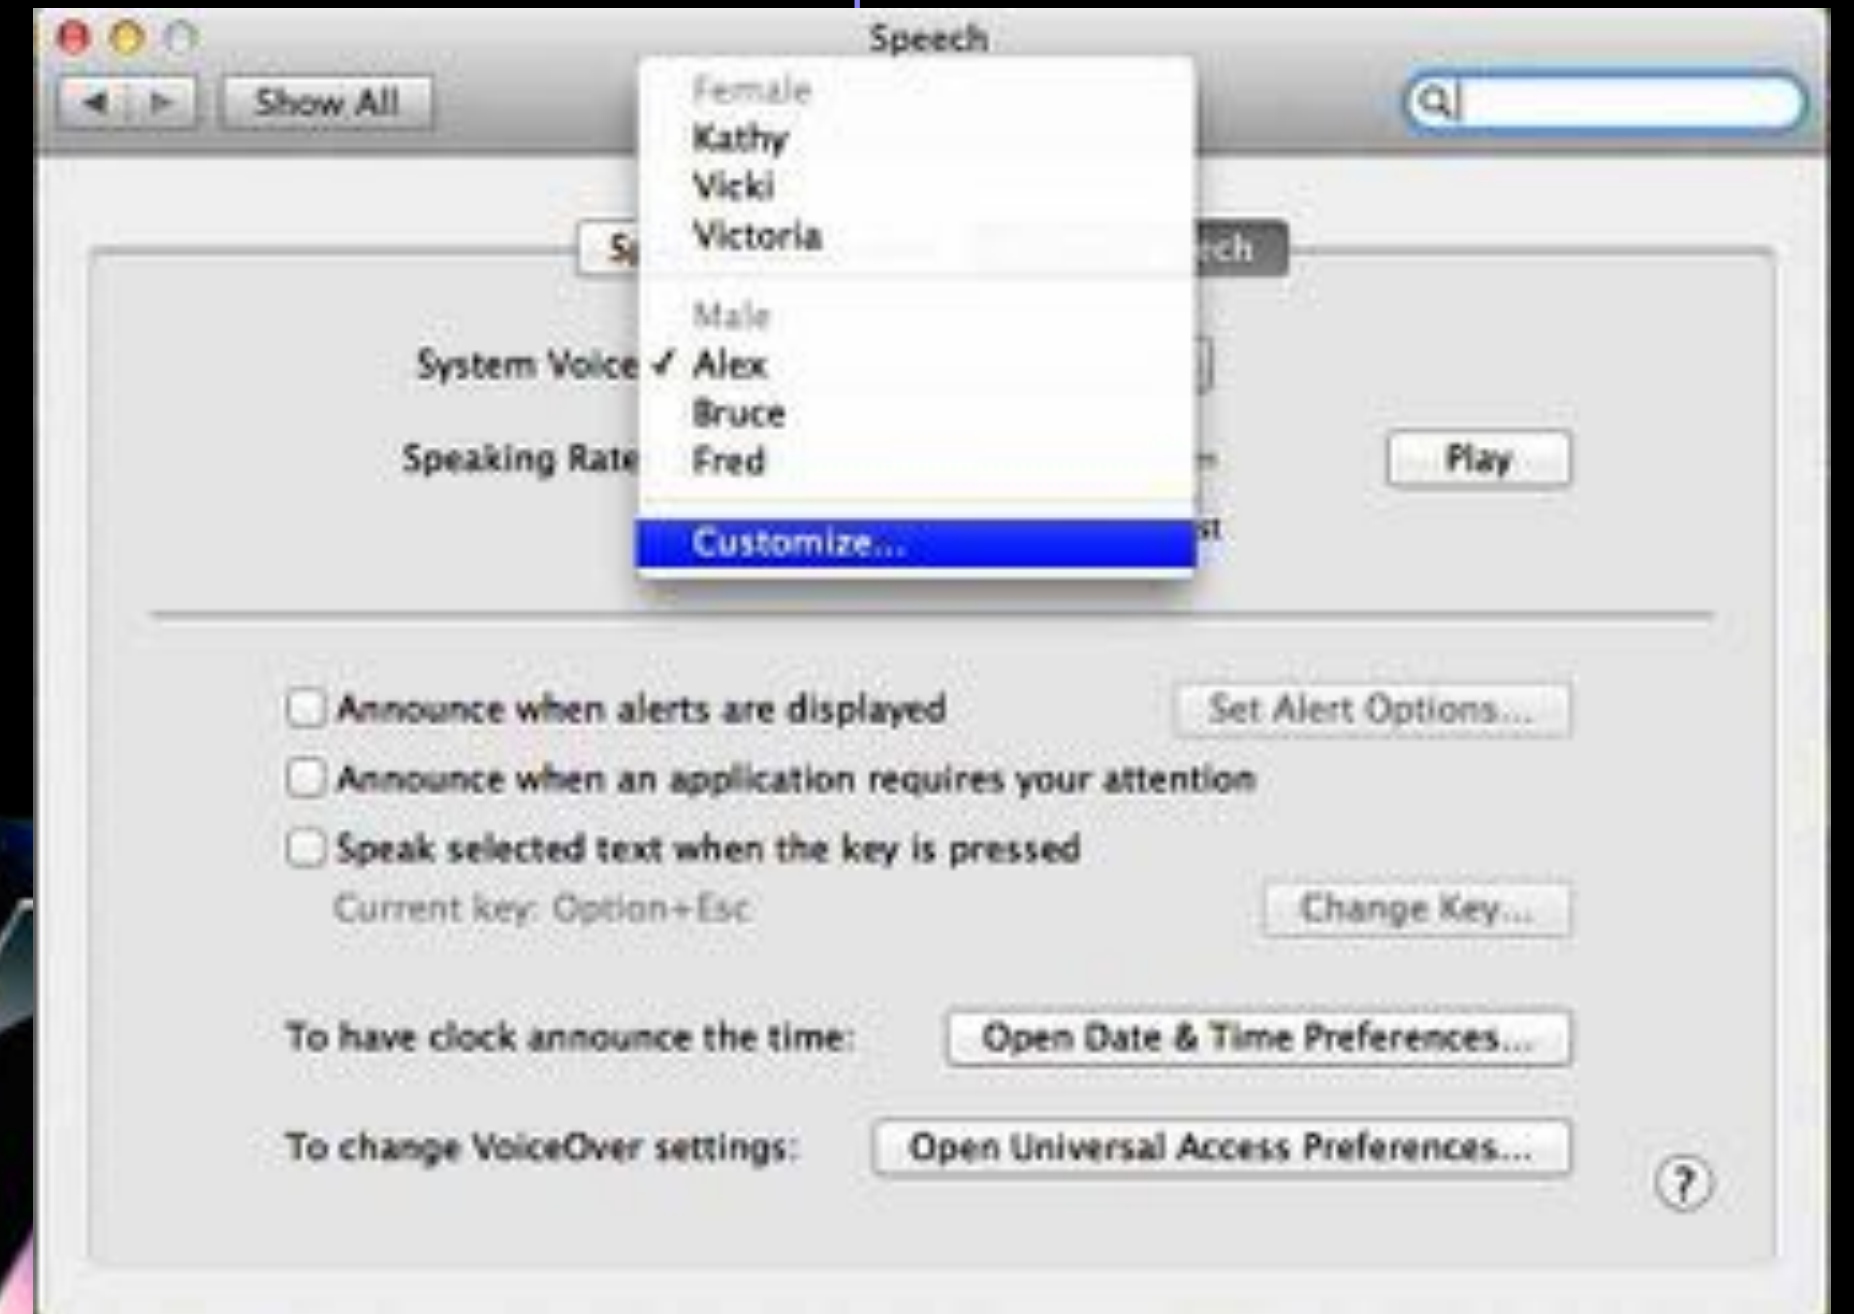 Speech
Show All
Female
Kathy
Vicki
Victoria
ech
Male
System Voice ✓ Alex
Bruce
Speaking Rate Fred
Play
Customize...
st
Announce when alerts are displayed Set Alert Options...
Announce when an application requires your attention
Speak selected text when the key is pressed
Current key: Option+Esc Change Key...
To have clock announce the time: Open Date & Time Preferences...
To change VoiceOver settings: Open Universal Access Preferences...
?